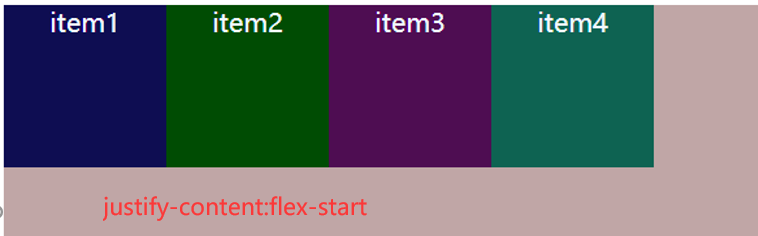 item1 item2 item3 item4
justify-content:flex-start